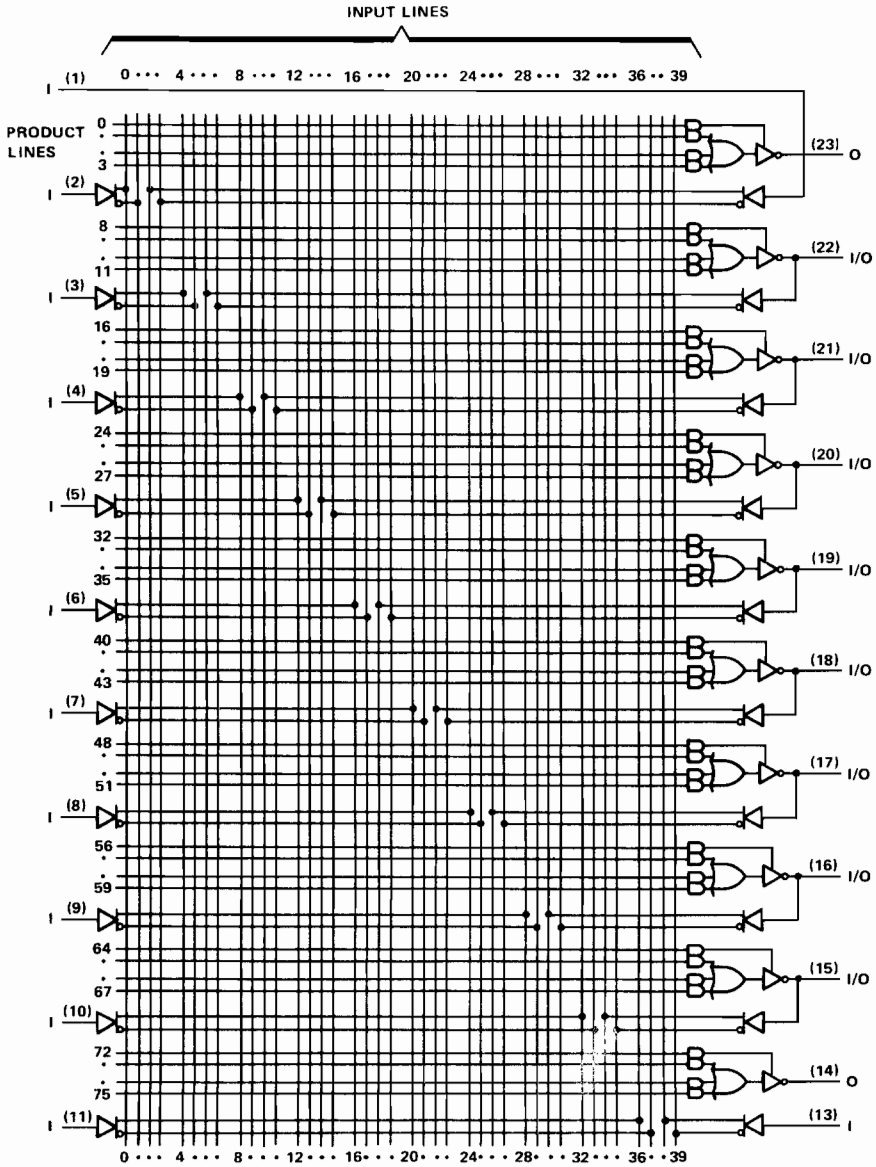 INPUT LINES
I (1) 0 ••• 4 ••• 8 ••• 12 ••• 16 ••• 20 ••• 24 ••• 28 ••• 32 ••• 36 •• 39
PRODUCT LINES
0
•
• (23) O
3
I (2)
8
• (22) I/O
•
11
I (3)
16
•
• (21) I/O
19
I (4)
24
•
• (20) I/O
27
I (5)
32
•
• (19) I/O
35
I (6)
40
•
• (18) I/O
43
I (7)
48
•
• (17) I/O
51
I (8)
56
•
• (16) I/O
59
I (9)
64
•
• (15) I/O
67
I (10)
72
•
• (14) O
75
I (11) (13) I
0 ••• 4 ••• 8 ••• 12 ••• 16 ••• 20 ••• 24 ••• 28 ••• 32 ••• 36 •• 39